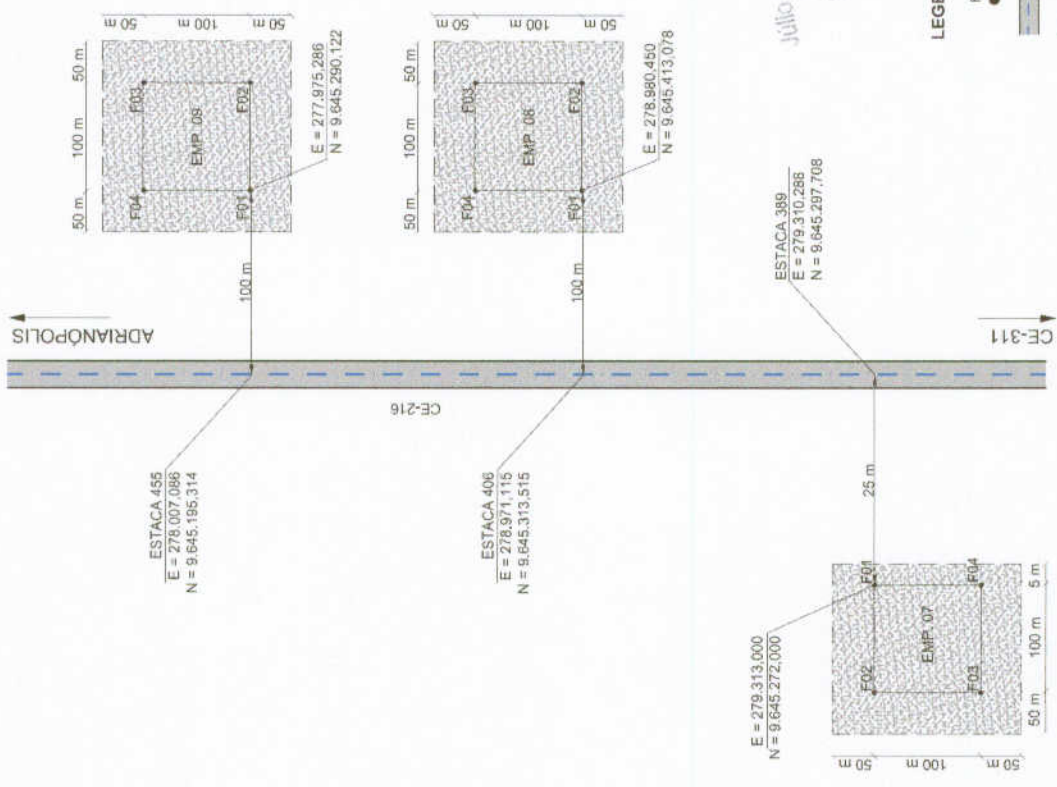 50 m
100 m
50 m
50 m
100 m
50 m
F04
F03
EMP. 09
F01
F02
E = 277.975,286
N = 9.645.290,122
100 m
ADRIANÓPOLIS
ESTACA 455
E = 278.007,086
N = 9.645.195,314
CE-216
50 m
100 m
50 m
50 m
100 m
50 m
F04
F03
EMP. 08
F01
F02
E = 278.980,450
N = 9.645.413,078
100 m
ESTACA 406
E = 278.971,115
N = 9.645.313,515
ESTACA 389
E = 279.310,288
N = 9.645.297,708
25 m
E = 279.313,000
N = 9.645.272,000
F02
F01
EMP. 07
F03
F04
50 m
100 m
5 m
50 m
100 m
50 m
CE-311
Júlio
LEGE